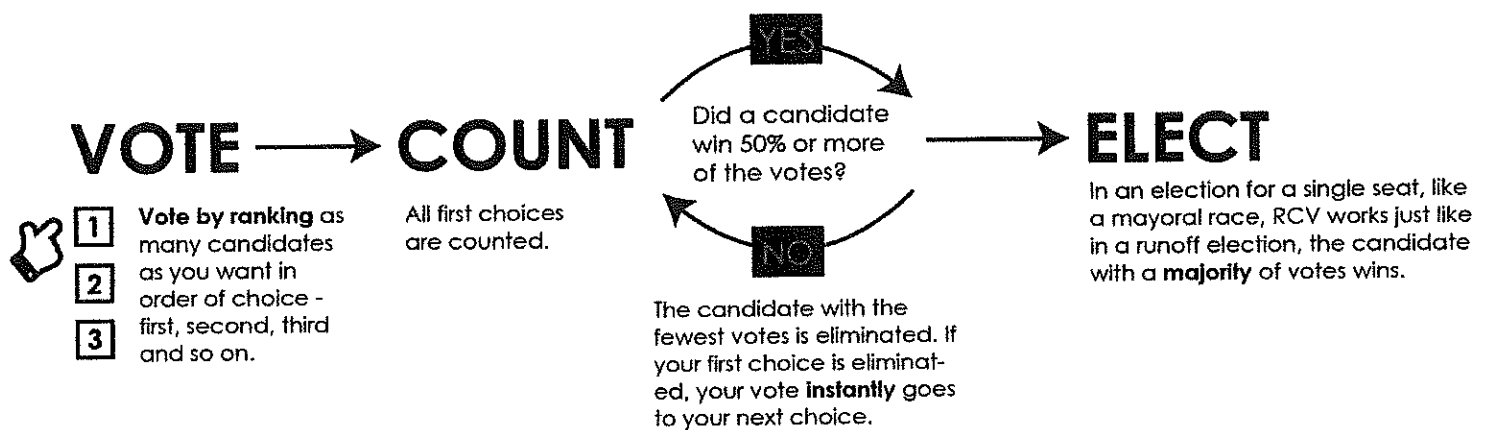 VOTE
1
2
3
Vote by ranking as
many candidates
as you want in
order of choice -
first, second, third
and so on.
COUNT
All first choices
are counted.
YES
Did a candidate
win 50% or more
of the votes?
NO
The candidate with the
fewest votes is eliminated. If
your first choice is eliminat-
ed, your vote instantly goes
to your next choice.
ELECT
In an election for a single seat, like
a mayoral race, RCV works just like
in a runoff election, the candidate
with a majority of votes wins.